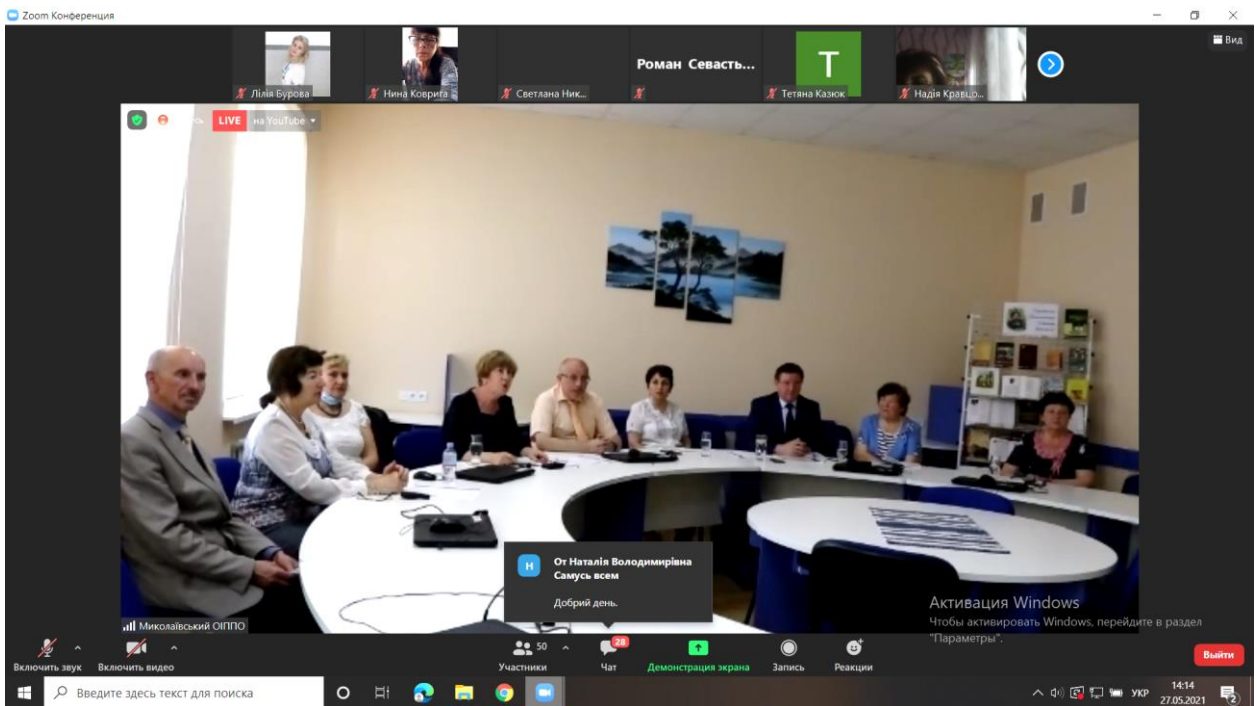 Zoom Конференция
Вид
Роман Севасть...
T
Лілія Бурова
Нина Коврига
Светлана Ник...
Тетяна Казюк
Надія Кравцо...
LIVE на YouTube
Н
От Наталія Володимирівна
Самусь всем
Добрий день.
Миколаївський ОІППО
Активация Windows
Чтобы активировать Windows, перейдите в раздел
"Параметры".
50
28
Включить звук
Включить видео
Участники
Чат
Демонстрация экрана
Запись
Реакции
Выйти
Введите здесь текст для поиска
УКР
14:14
27.05.2021
2